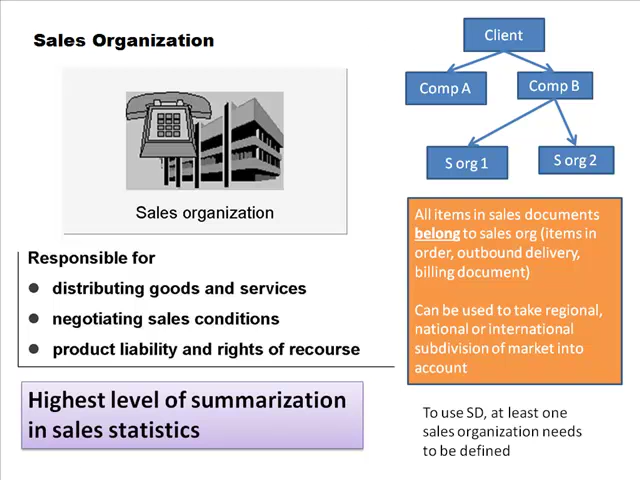 Sales Organization
Sales organization
Responsible for
● distributing goods and services
● negotiating sales conditions
● product liability and rights of recourse
Highest level of summarization
in sales statistics
Client
Comp A
Comp B
S org 1
S org 2
All items in sales documents
belong to sales org (items in
order, outbound delivery,
billing document)
Can be used to take regional,
national or international
subdivision of market into
account
To use SD, at least one
sales organization needs
to be defined